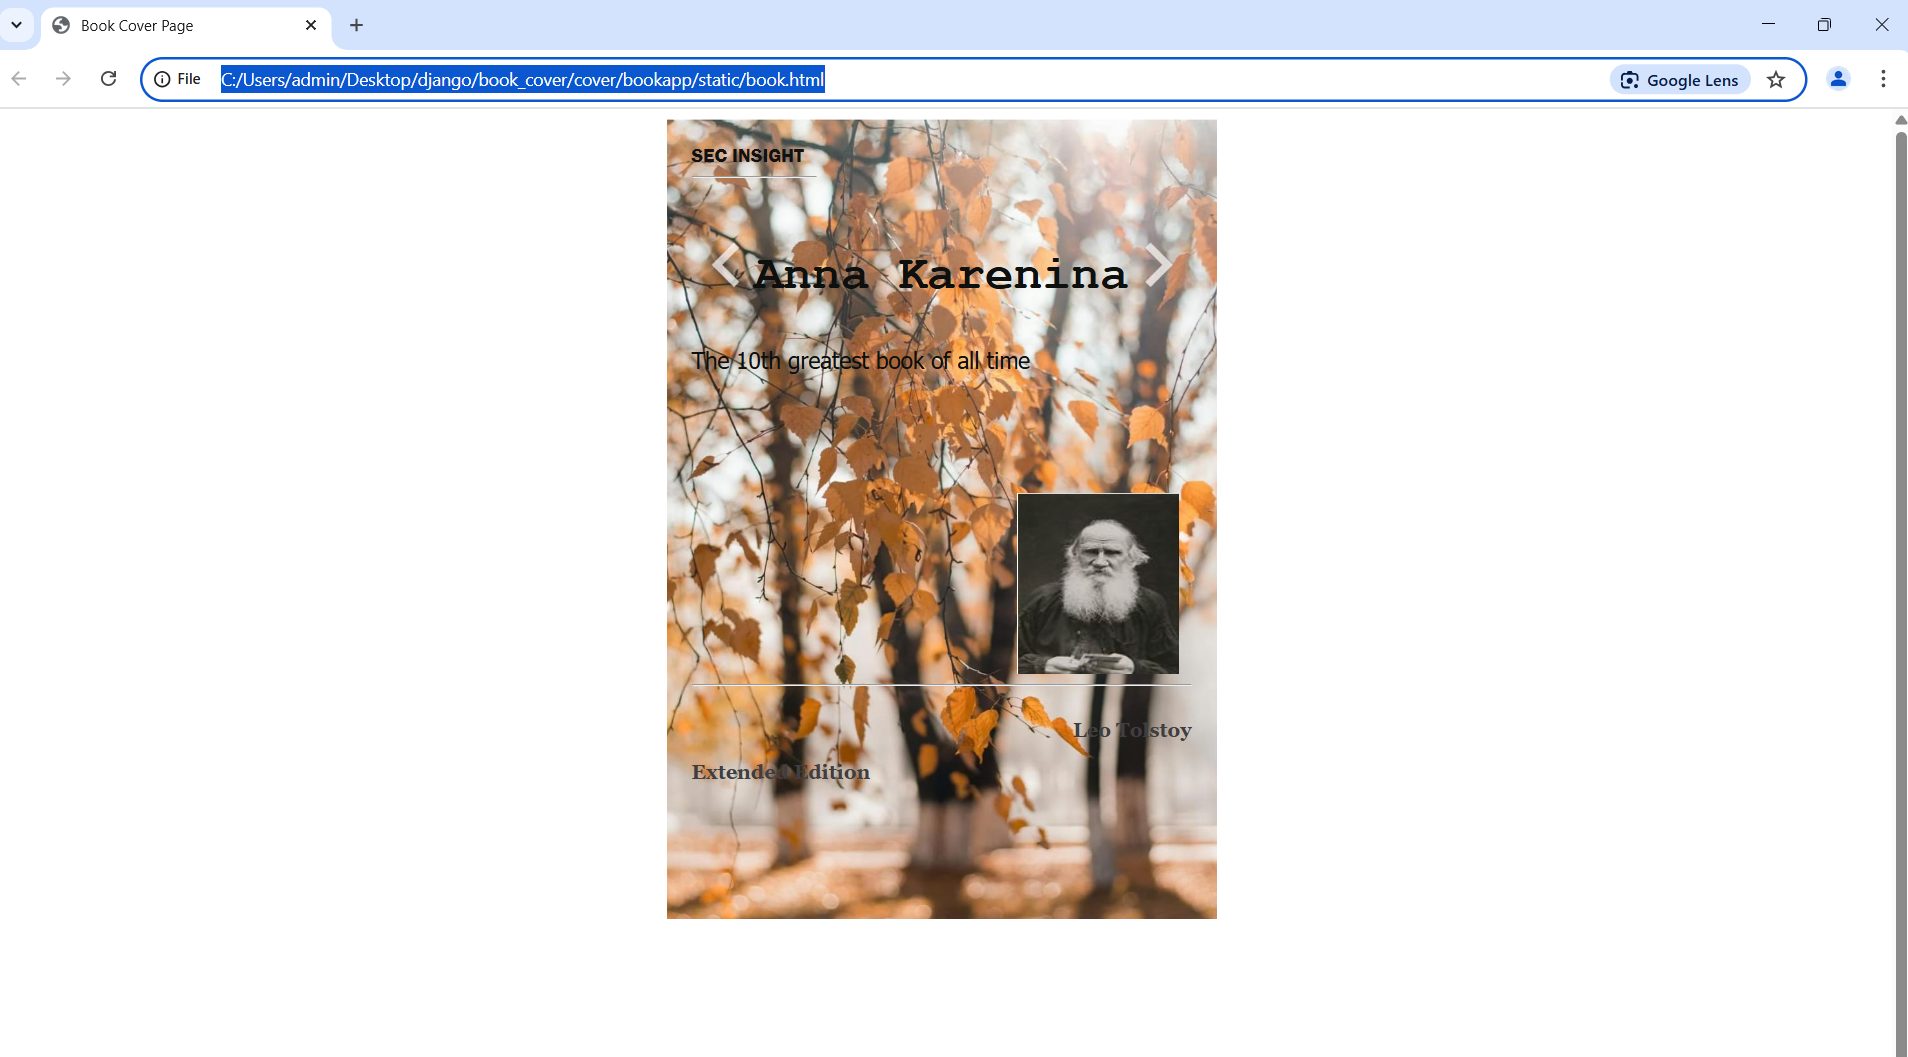 Book Cover Page
File
C:/Users/admin/Desktop/django/book_cover/cover/bookapp/static/book.html
Google Lens
SEC INSIGHT
Anna Karenina
The 10th greatest book of all time
Leo Tolstoy
Extended Edition